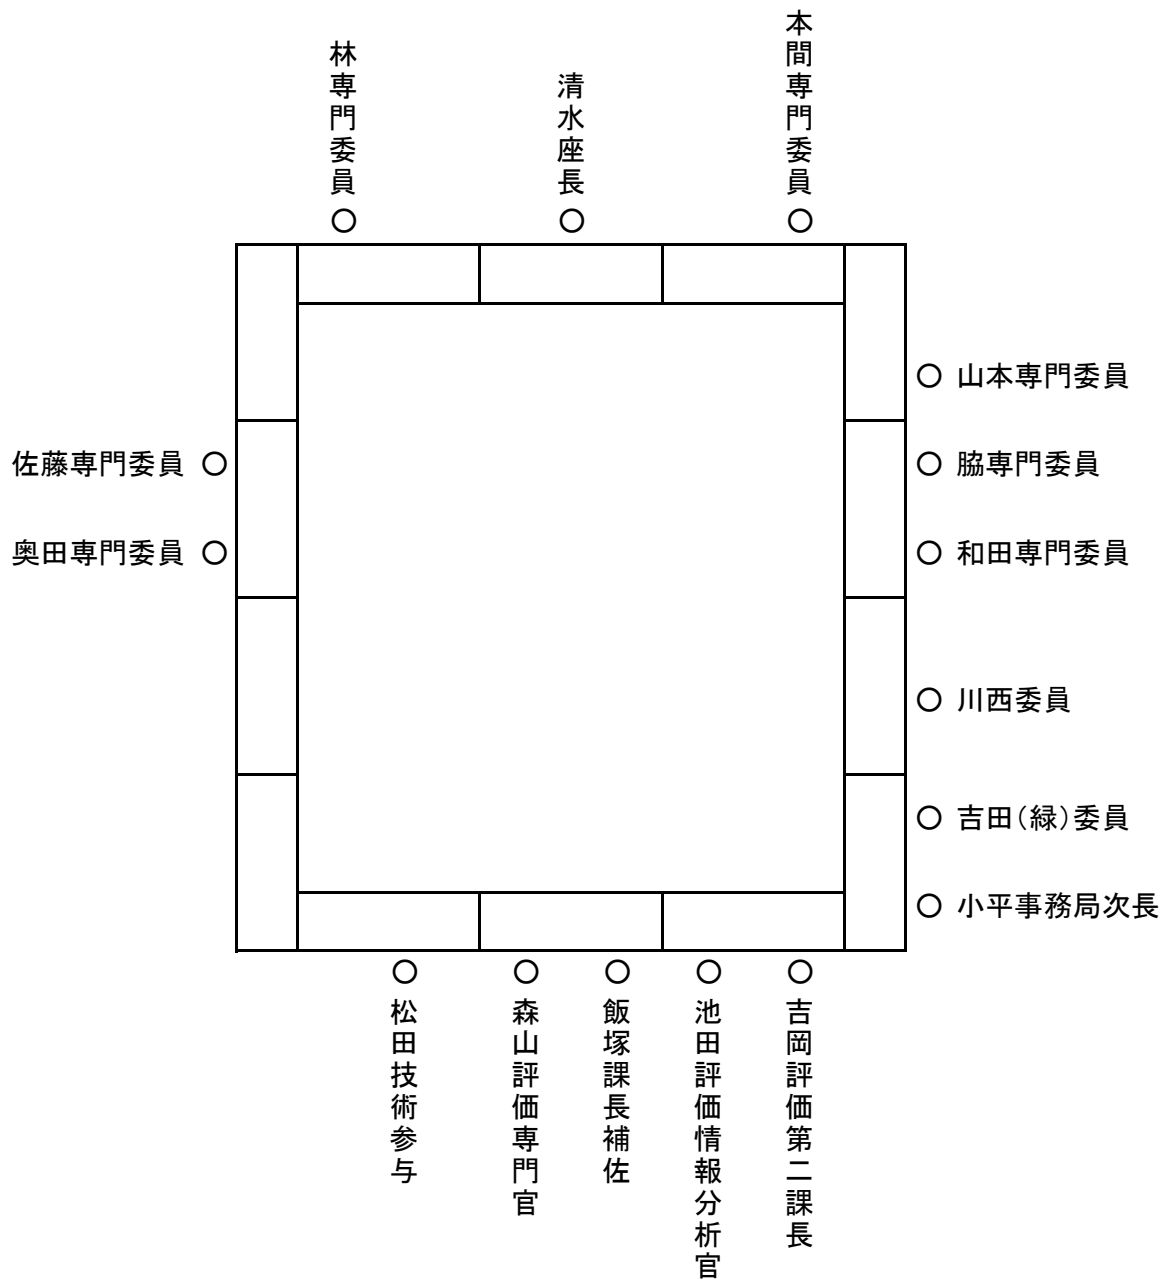 林専門委員
清水座長
本間専門委員
山本専門委員
佐藤専門委員
脇専門委員
奥田専門委員
和田専門委員
川西委員
吉田(緑)委員
小平事務局次長
松田技術参与
森山評価専門官
飯塚課長補佐
池田評価情報分析官
吉岡評価第二課長